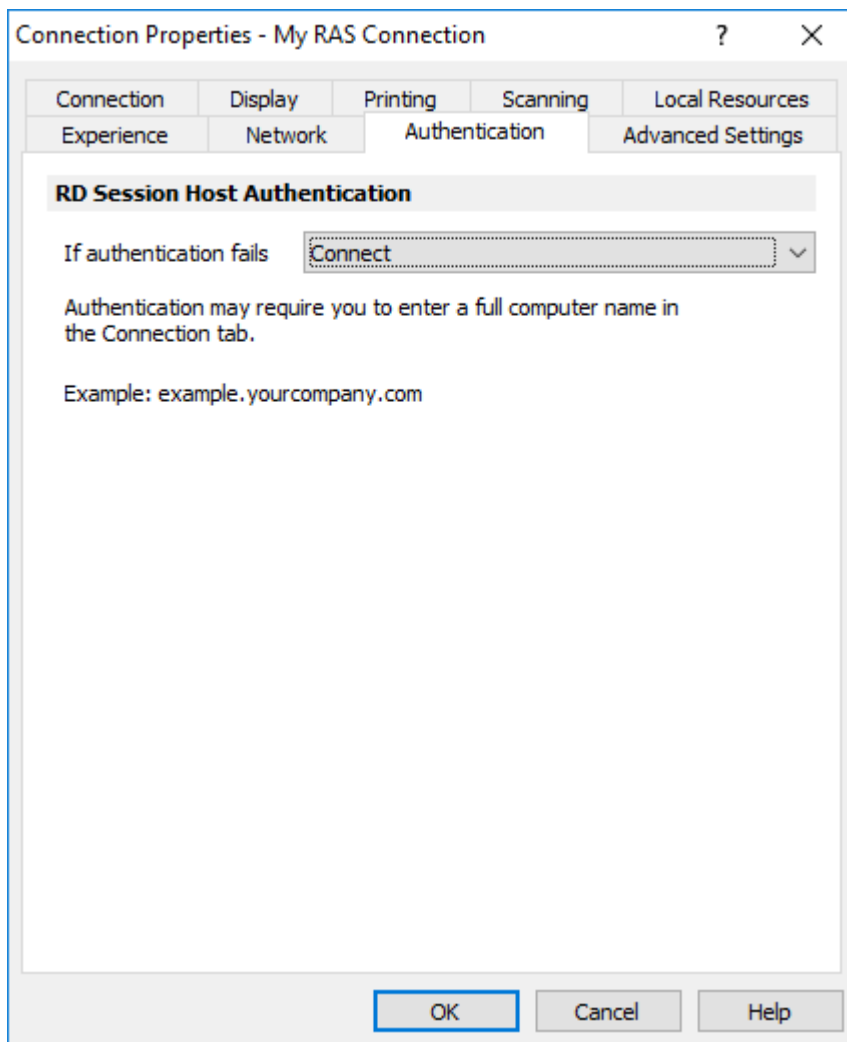 Connection Properties - My RAS Connection ?
Connection Display Printing Scanning Local Resources
Experience Network Authentication Advanced Settings
RD Session Host Authentication
If authentication fails Connect
Authentication may require you to enter a full computer name in
the Connection tab.
Example: example.yourcompany.com
OK Cancel Help